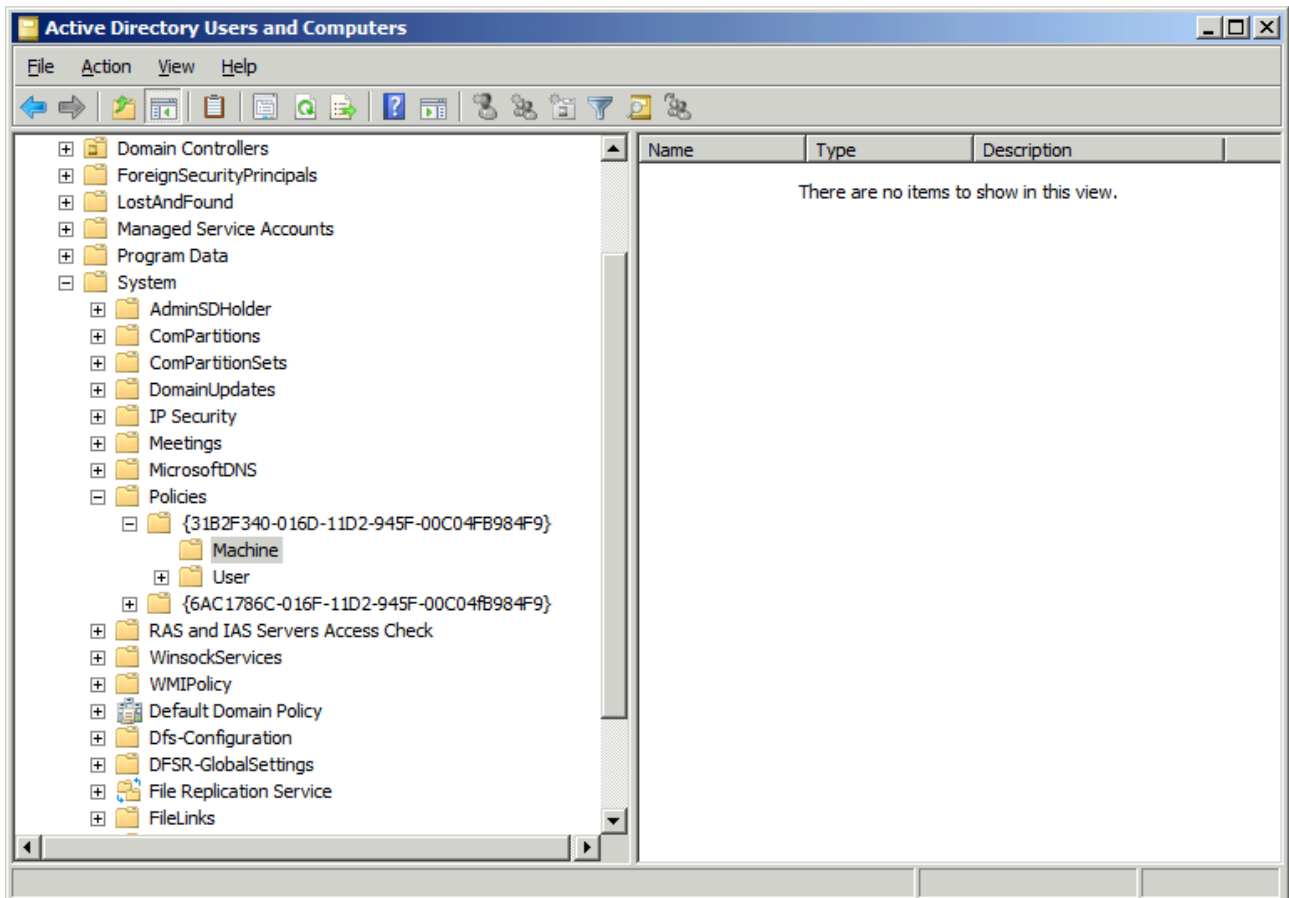 Active Directory Users and Computers
File Action View Help
Name Type Description
There are no items to show in this view.
Domain Controllers
ForeignSecurityPrincipals
LostAndFound
Managed Service Accounts
Program Data
System
AdminSDHolder
ComPartitions
ComPartitionSets
DomainUpdates
IP Security
Meetings
MicrosoftDNS
Policies
{31B2F340-016D-11D2-945F-00C04FB984F9}
Machine
User
{6AC1786C-016F-11D2-945F-00C04fB984F9}
RAS and IAS Servers Access Check
WinsockServices
WMIPolicy
Default Domain Policy
Dfs-Configuration
DFSR-GlobalSettings
File Replication Service
FileLinks